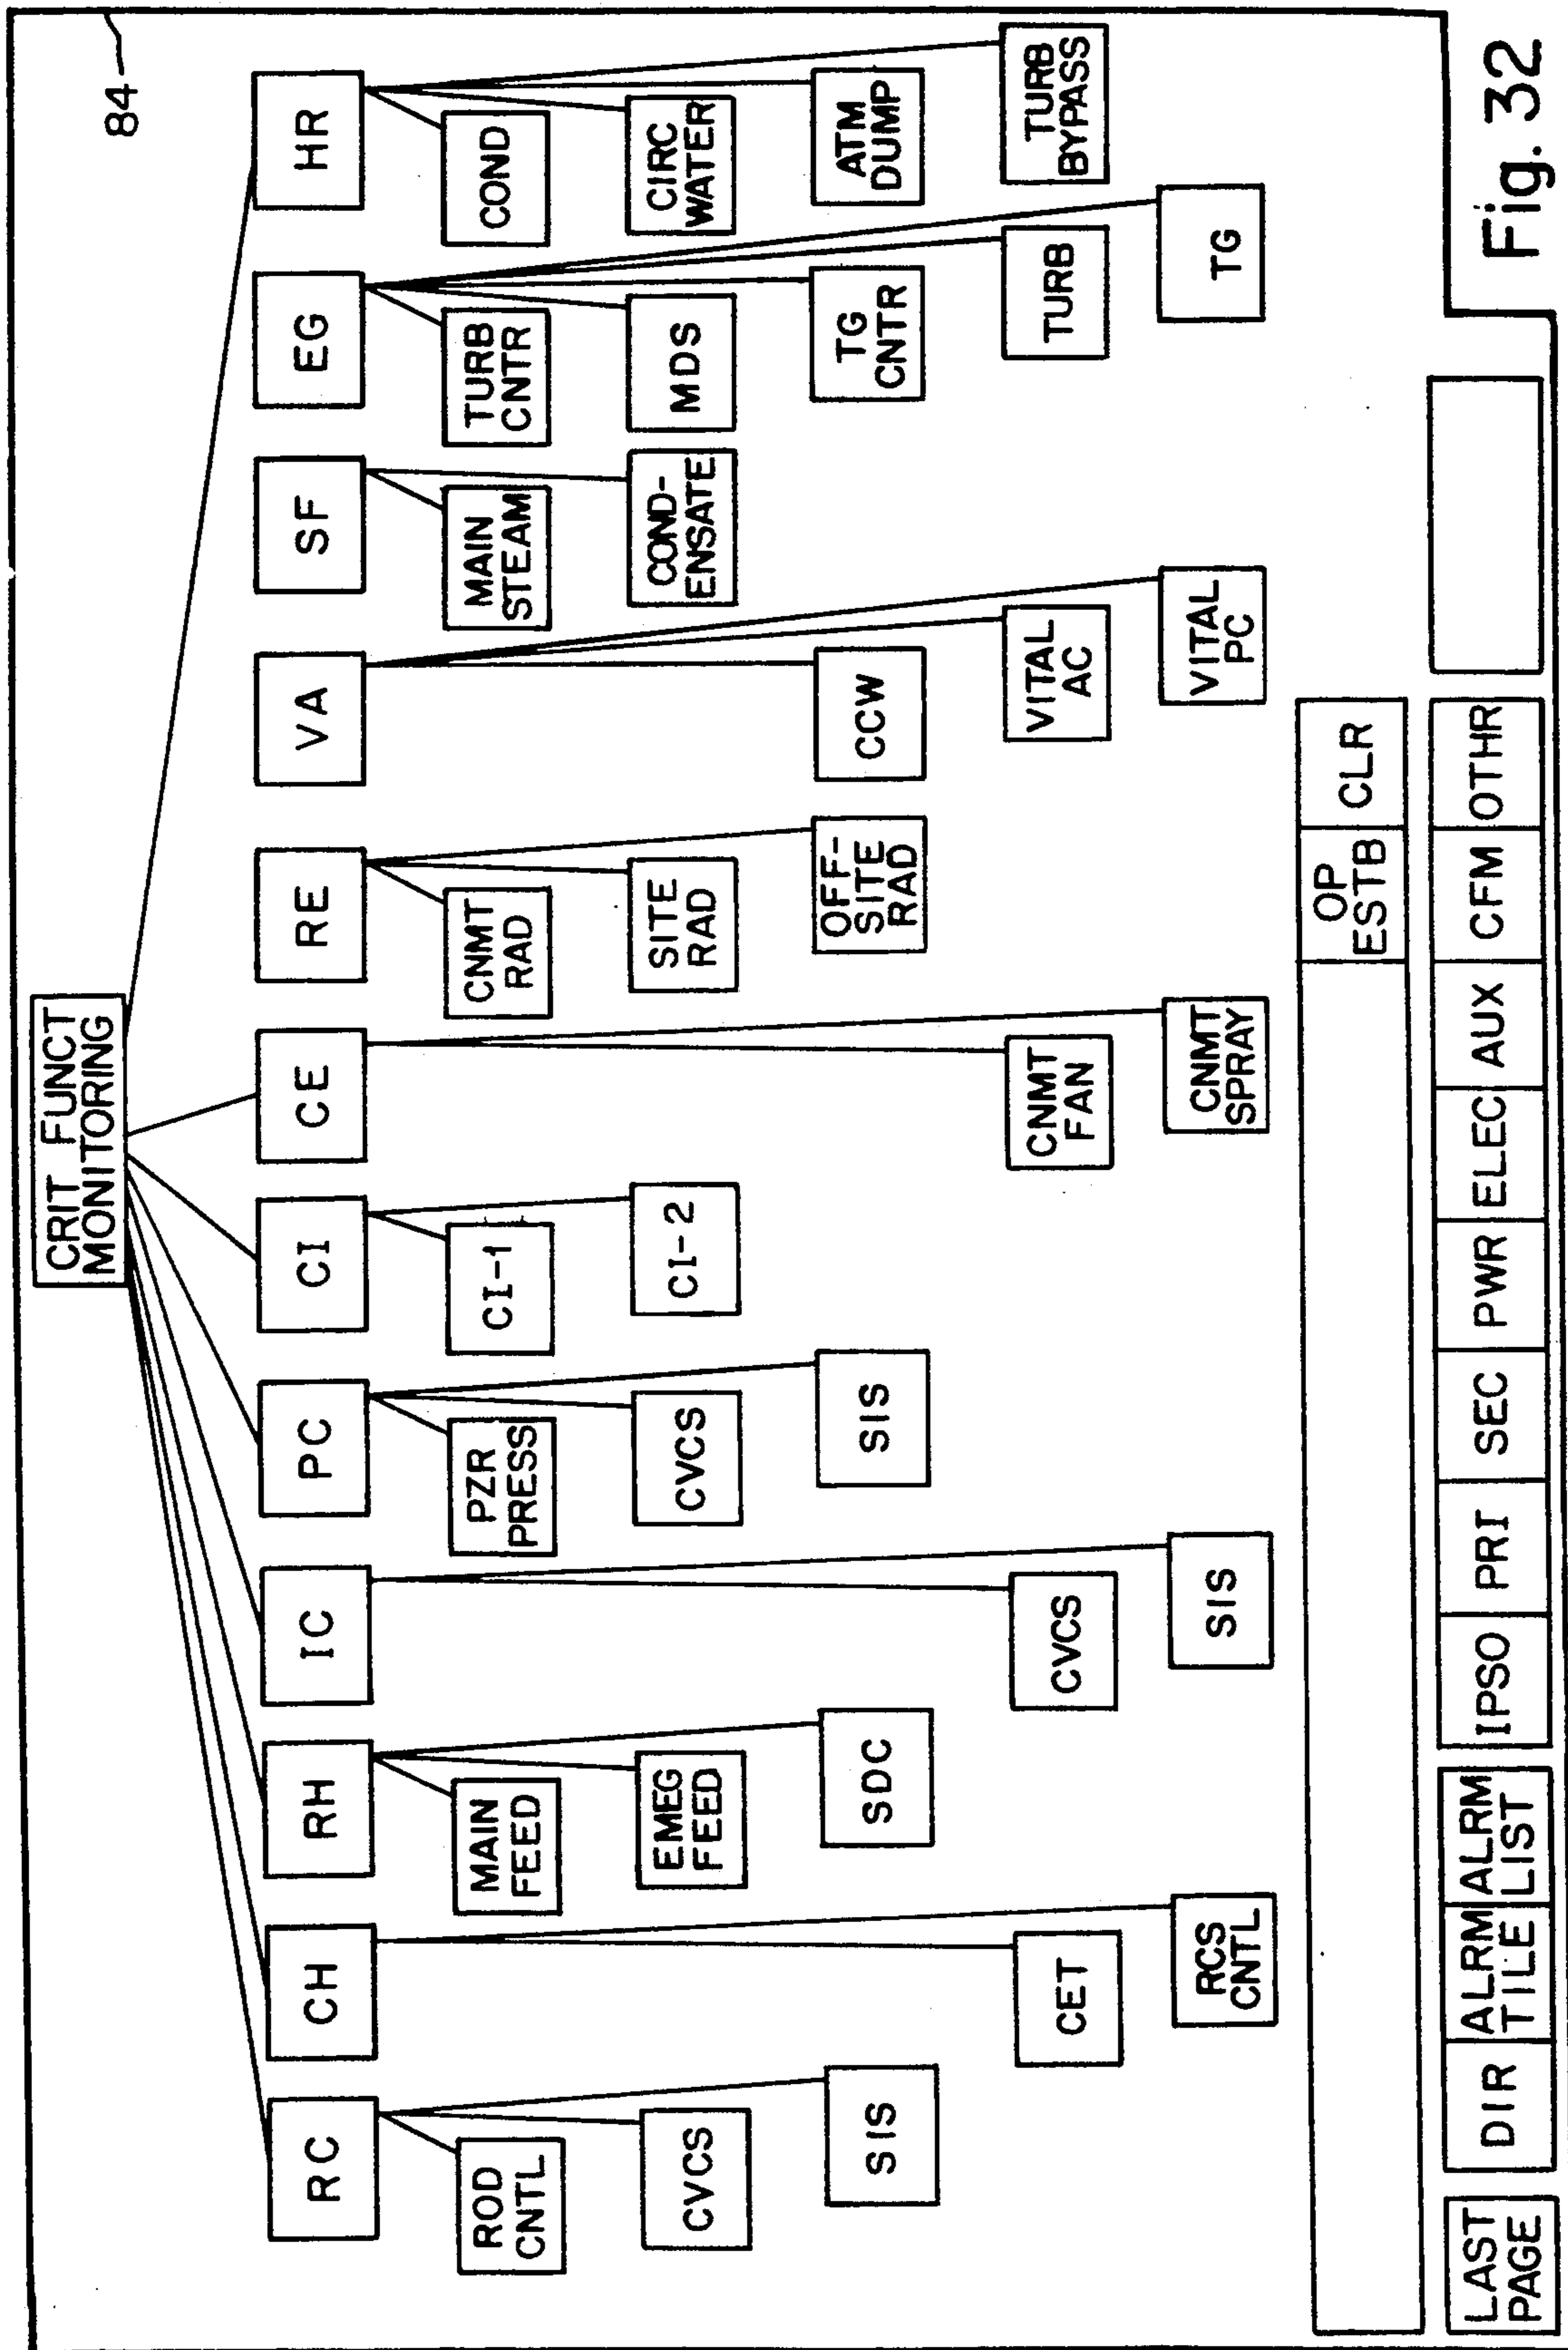 84
CRIT FUNCT
MONITORING
RC
CH
RH
IC
PC
CI
CE
RE
VA
SF
EG
HR
ROD
CNTL
MAIN
FEED
PZR
PRESS
CI-1
CNMT
RAD
MAIN
STEAM
TURB
CNTR
COND
CVCS
EMEG
FEED
CVCS
CI-2
SITE
RAD
COND-
ENSATE
MDS
CIRC
WATER
SIS
SDC
SIS
OFF-
SITE
RAD
CCW
TG
CNTR
ATM
DUMP
CET
CVCS
CNMT
FAN
VITAL
AC
TURB
TURB
BYPASS
RCS
CNTL
SIS
CNMT
SPRAY
VITAL
PC
TG
OP
ESTB
CLR
LAST
PAGE
DIR
ALRM
TILE
ALRM
LIST
IPSO
PRI
SEC
PWR
ELEC
AUX
CFM
OTHR
Fig. 32